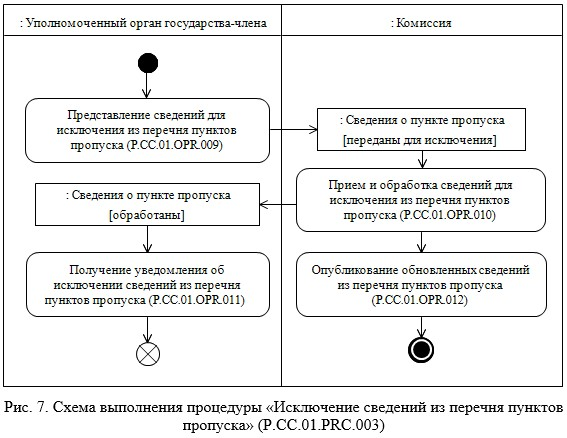 : Уполномоченный орган государства-члена
: Комиссия
Представление сведений для
исключения из перечня пунктов
пропуска (P.CC.01.OPR.009)
: Сведения о пункте пропуска
[переданы для исключения]
Прием и обработка сведений для
исключения из перечня пунктов
пропуска (P.CC.01.OPR.010)
: Сведения о пункте пропуска
[обработаны]
Получение уведомления об
исключении сведений из перечня
пунктов пропуска (P.CC.01.OPR.011)
Опубликование обновленных сведений
из перечня пунктов пропуска
(P.CC.01.OPR.012)
Рис. 7. Схема выполнения процедуры «Исключение сведений из перечня пунктов
пропуска» (P.CC.01.PRC.003)